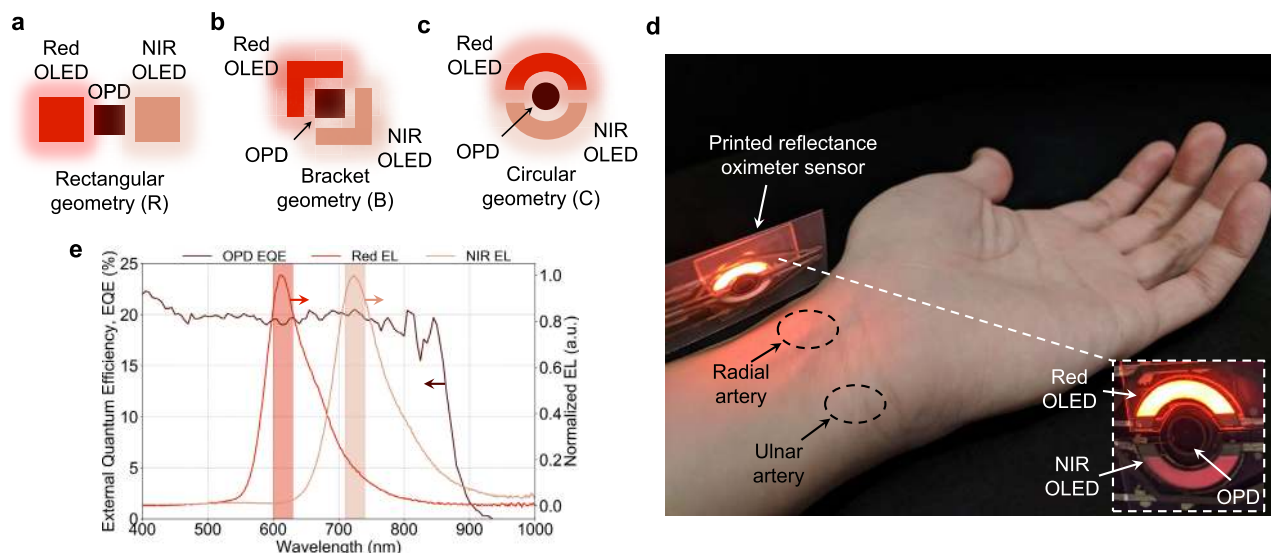 a
Red
OLED
OPD
NIR
OLED
Rectangular
geometry (R)
b
Red
OLED
OPD
NIR
OLED
Bracket
geometry (B)
c
Red
OLED
OPD
NIR
OLED
Circular
geometry (C)
d
Printed reflectance
oximeter sensor
Radial
artery
Ulnar
artery
Red
OLED
NIR
OLED
OPD
e
OPD EQE
Red EL
NIR EL
External Quantum Efficiency, EQE (%)
25
20
15
10
5
0
Normalized EL (a.u.)
1.0
0.8
0.6
0.4
0.2
0.0
400
500
600
700
800
900
1000
Wavelength (nm)